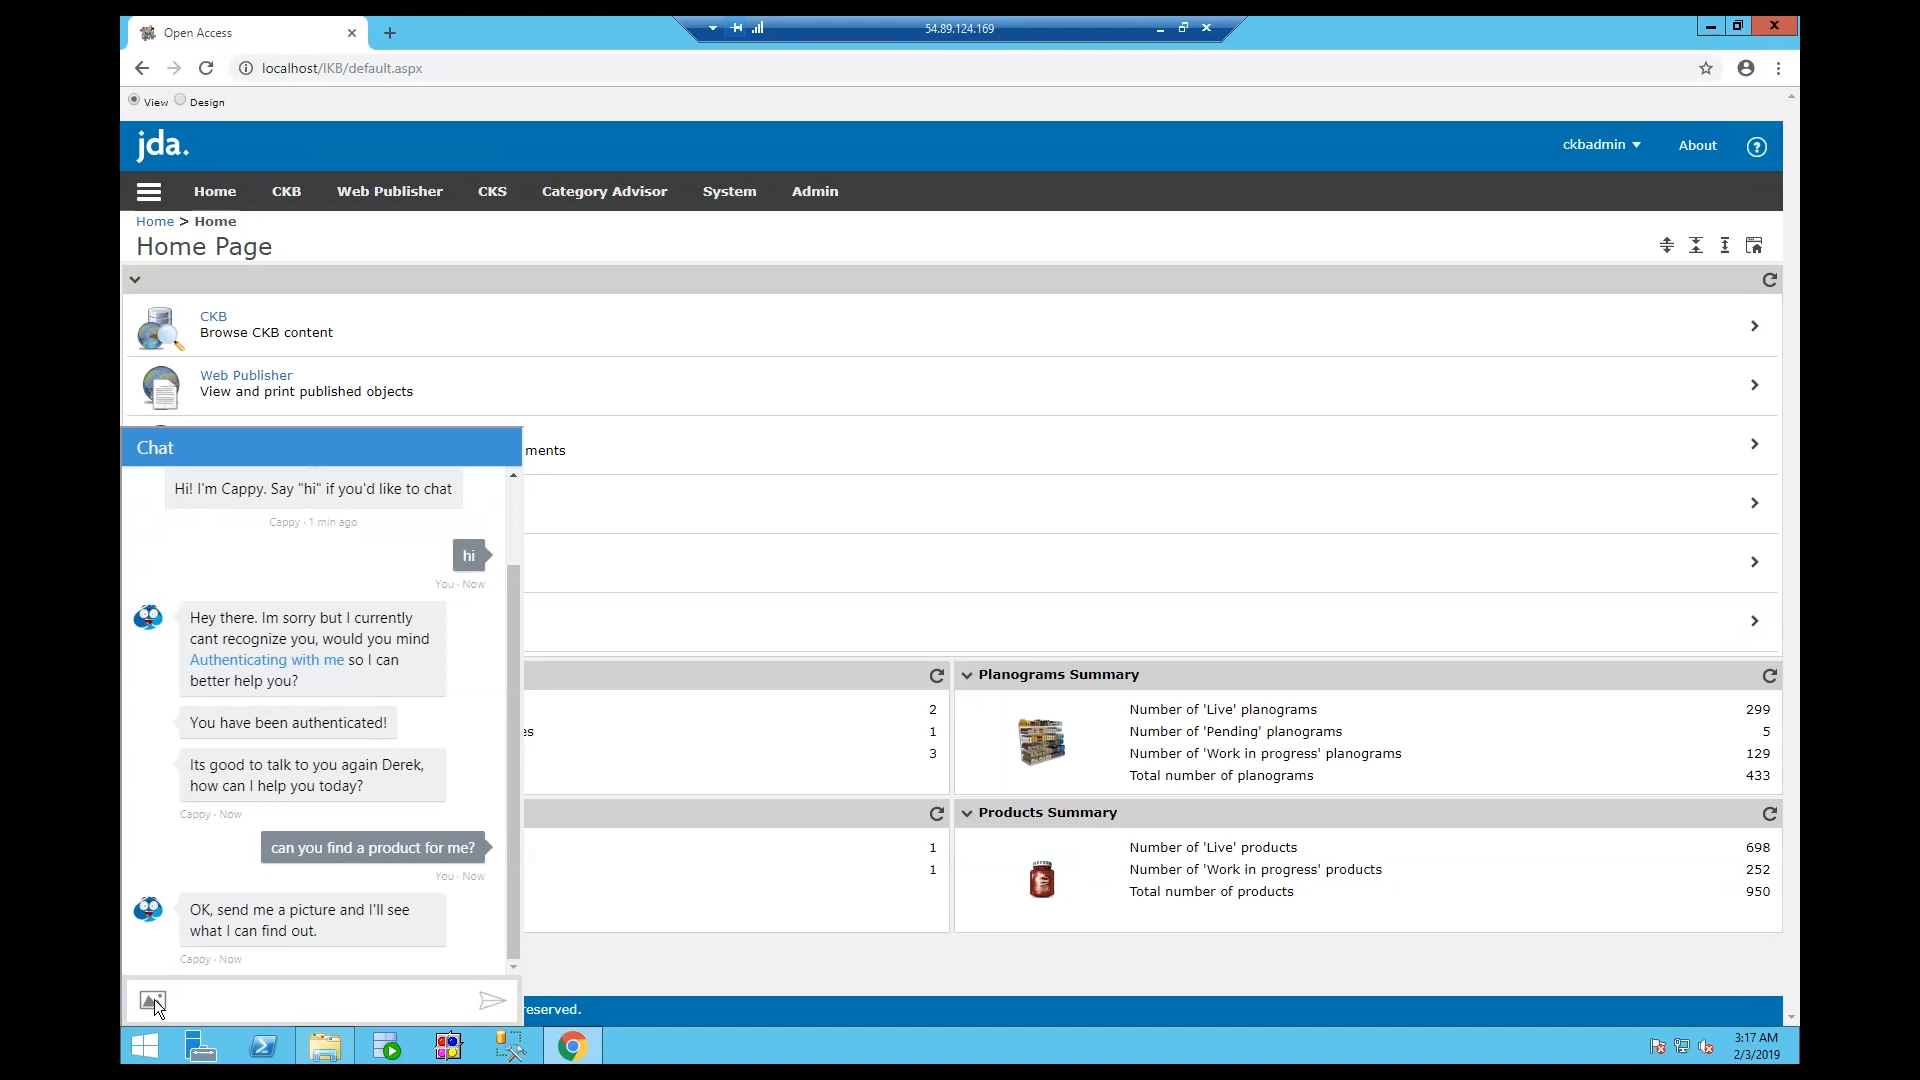 Open Access
54.89.124.169
localhost/IKB/default.aspx
View Design
jda.
ckbadmin About ?
Home CKB Web Publisher CKS Category Advisor System Admin
Home > Home
Home Page
CKB
Browse CKB content
Web Publisher
View and print published objects
ments
Chat
Hi! I'm Cappy. Say "hi" if you'd like to chat
Cappy · 1 min ago
hi
You · Now
Hey there. Im sorry but I currently
cant recognize you, would you mind
Authenticating with me so I can
better help you?
You have been authenticated!
Its good to talk to you again Derek,
how can I help you today?
Cappy · Now
can you find a product for me?
You · Now
OK, send me a picture and I'll see
what I can find out.
Cappy · Now
2
es 1
3
1
1
Planograms Summary
Number of 'Live' planograms 299
Number of 'Pending' planograms 5
Number of 'Work in progress' planograms 129
Total number of planograms 433
Products Summary
Number of 'Live' products 698
Number of 'Work in progress' products 252
Total number of products 950
eserved.
3:17 AM
2/3/2019